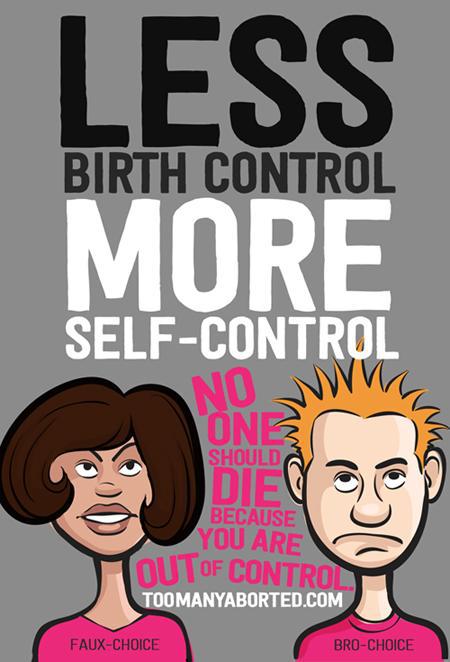 LESS
BIRTH CONTROL
MORE
SELF-CONTROL
NO
ONE
SHOULD
DIE
BECAUSE
YOU ARE
OUT OF CONTROL.
TOOMANYABORTED.COM
FAUX-CHOICE
BRO-CHOICE